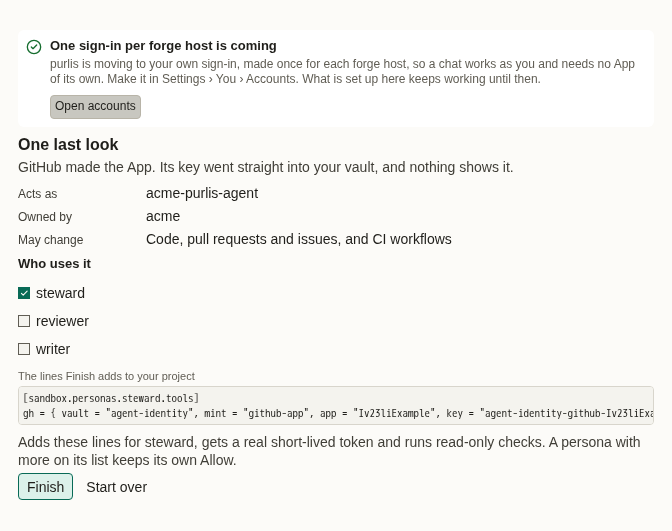 One sign-in per forge host is coming
purlis is moving to your own sign-in, made once for each forge host, so a chat works as you and needs no App
of its own. Make it in Settings › You › Accounts. What is set up here keeps working until then.
Open accounts
One last look
GitHub made the App. Its key went straight into your vault, and nothing shows it.
Acts as acme-purlis-agent
Owned by acme
May change Code, pull requests and issues, and CI workflows
Who uses it
steward
reviewer
writer
The lines Finish adds to your project
[sandbox.personas.steward.tools]
gh = { vault = "agent-identity", mint = "github-app", app = "Iv23liExample", key = "agent-identity-github-Iv23liExa
Adds these lines for steward, gets a real short-lived token and runs read-only checks. A persona with
more on its list keeps its own Allow.
Finish Start over